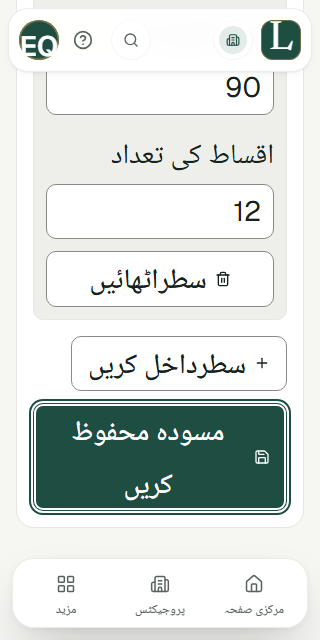 EQ
L
90
اقساط کی تعداد
12
سطراٹھائیں
سطرداخل کریں
مسودہ محفوظ
کریں
مرکزی صفحہ
پروجیکٹس
مزید